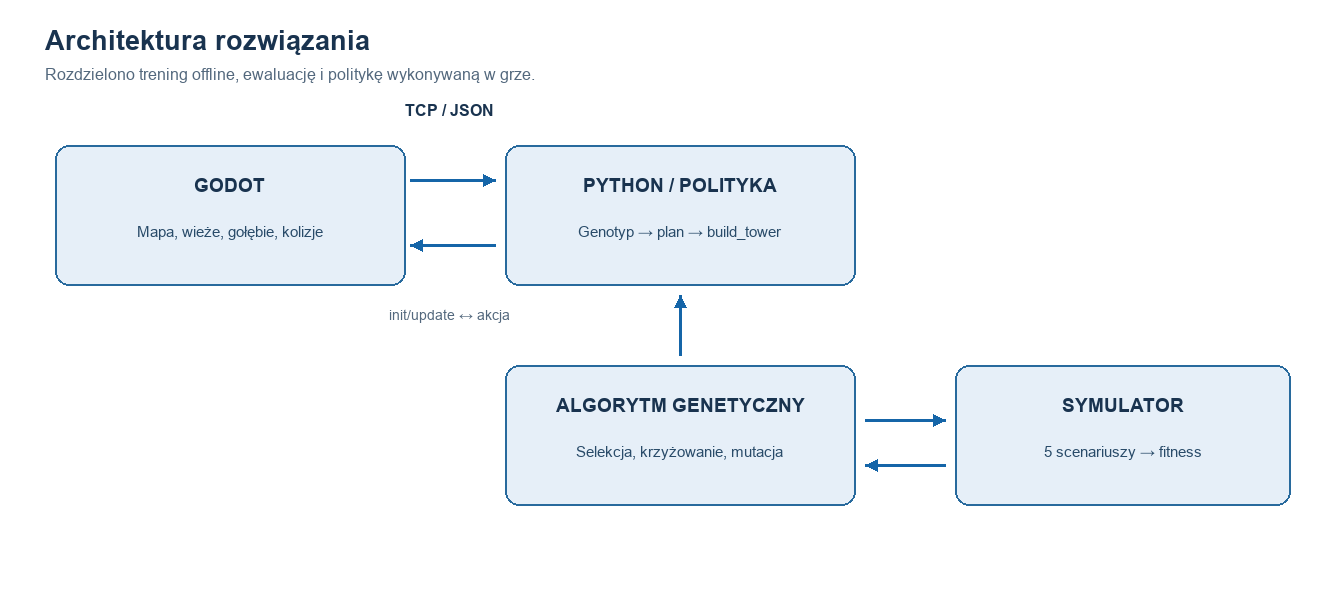 Architektura rozwiązania
Rozdzielono trening offline, ewaluację i politykę wykonywaną w grze.
TCP / JSON
GODOT
Mapa, wieże, gołębie, kolizje
PYTHON / POLITYKA
Genotyp → plan → build_tower
init/update ↔ akcja
ALGORYTM GENETYCZNY
Selekcja, krzyżowanie, mutacja
SYMULATOR
5 scenariuszy → fitness